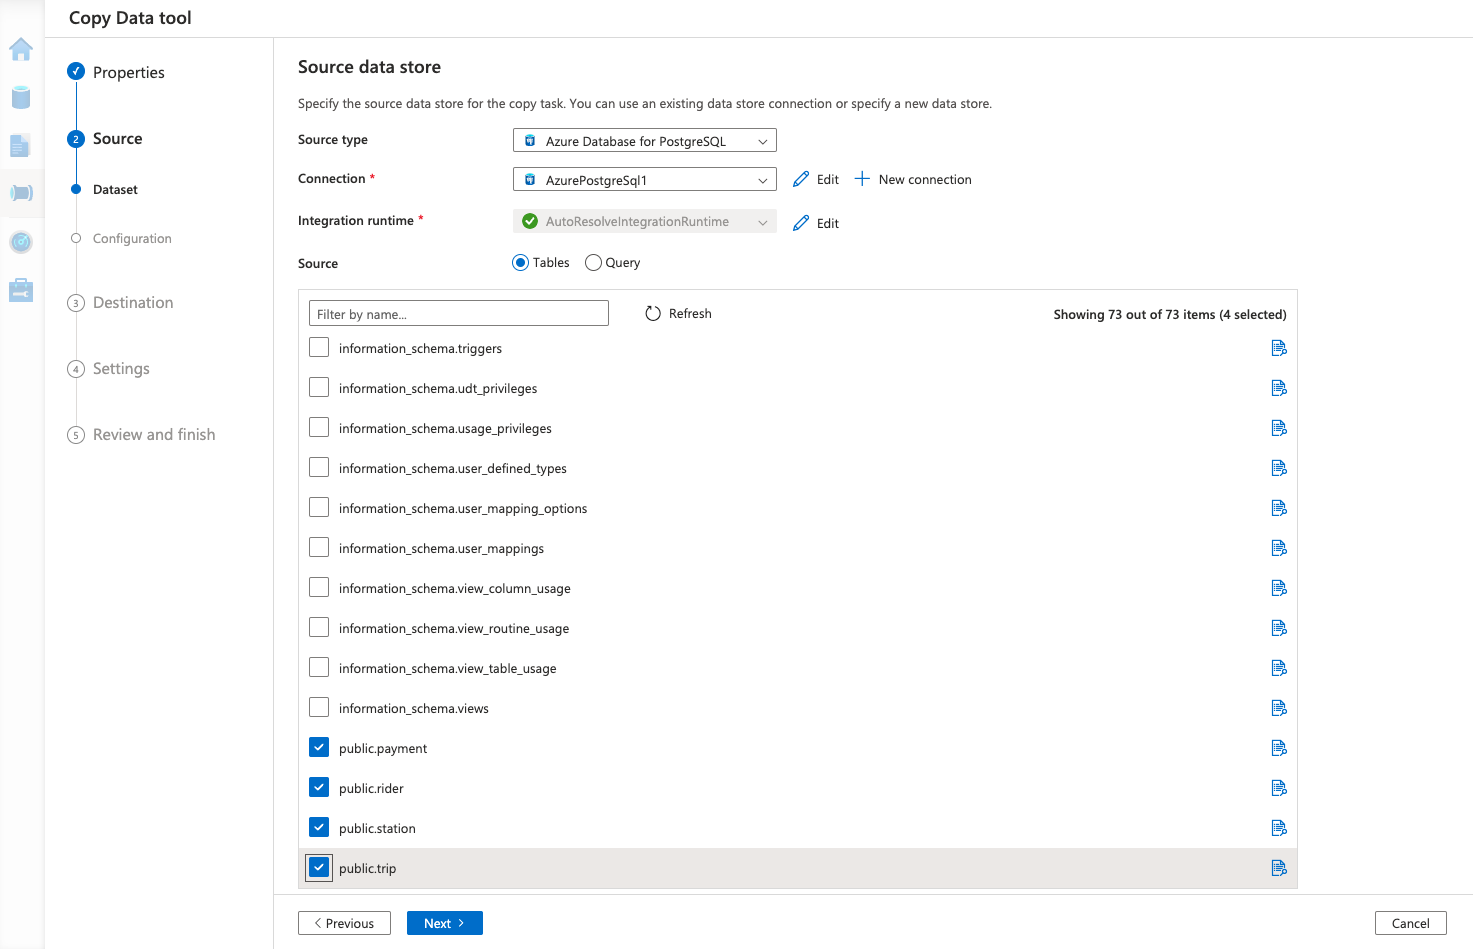 Copy Data tool
Properties
2 Source
Dataset
Configuration
3 Destination
4 Settings
5 Review and finish
Source data store
Specify the source data store for the copy task. You can use an existing data store connection or specify a new data store.
Source type Azure Database for PostgreSQL
Connection * AzurePostgreSql1 Edit New connection
Integration runtime * AutoResolveIntegrationRuntime Edit
Source Tables Query
Filter by name... Refresh Showing 73 out of 73 items (4 selected)
information_schema.triggers
information_schema.udt_privileges
information_schema.usage_privileges
information_schema.user_defined_types
information_schema.user_mapping_options
information_schema.user_mappings
information_schema.view_column_usage
information_schema.view_routine_usage
information_schema.view_table_usage
information_schema.views
public.payment
public.rider
public.station
public.trip
< Previous Next > Cancel